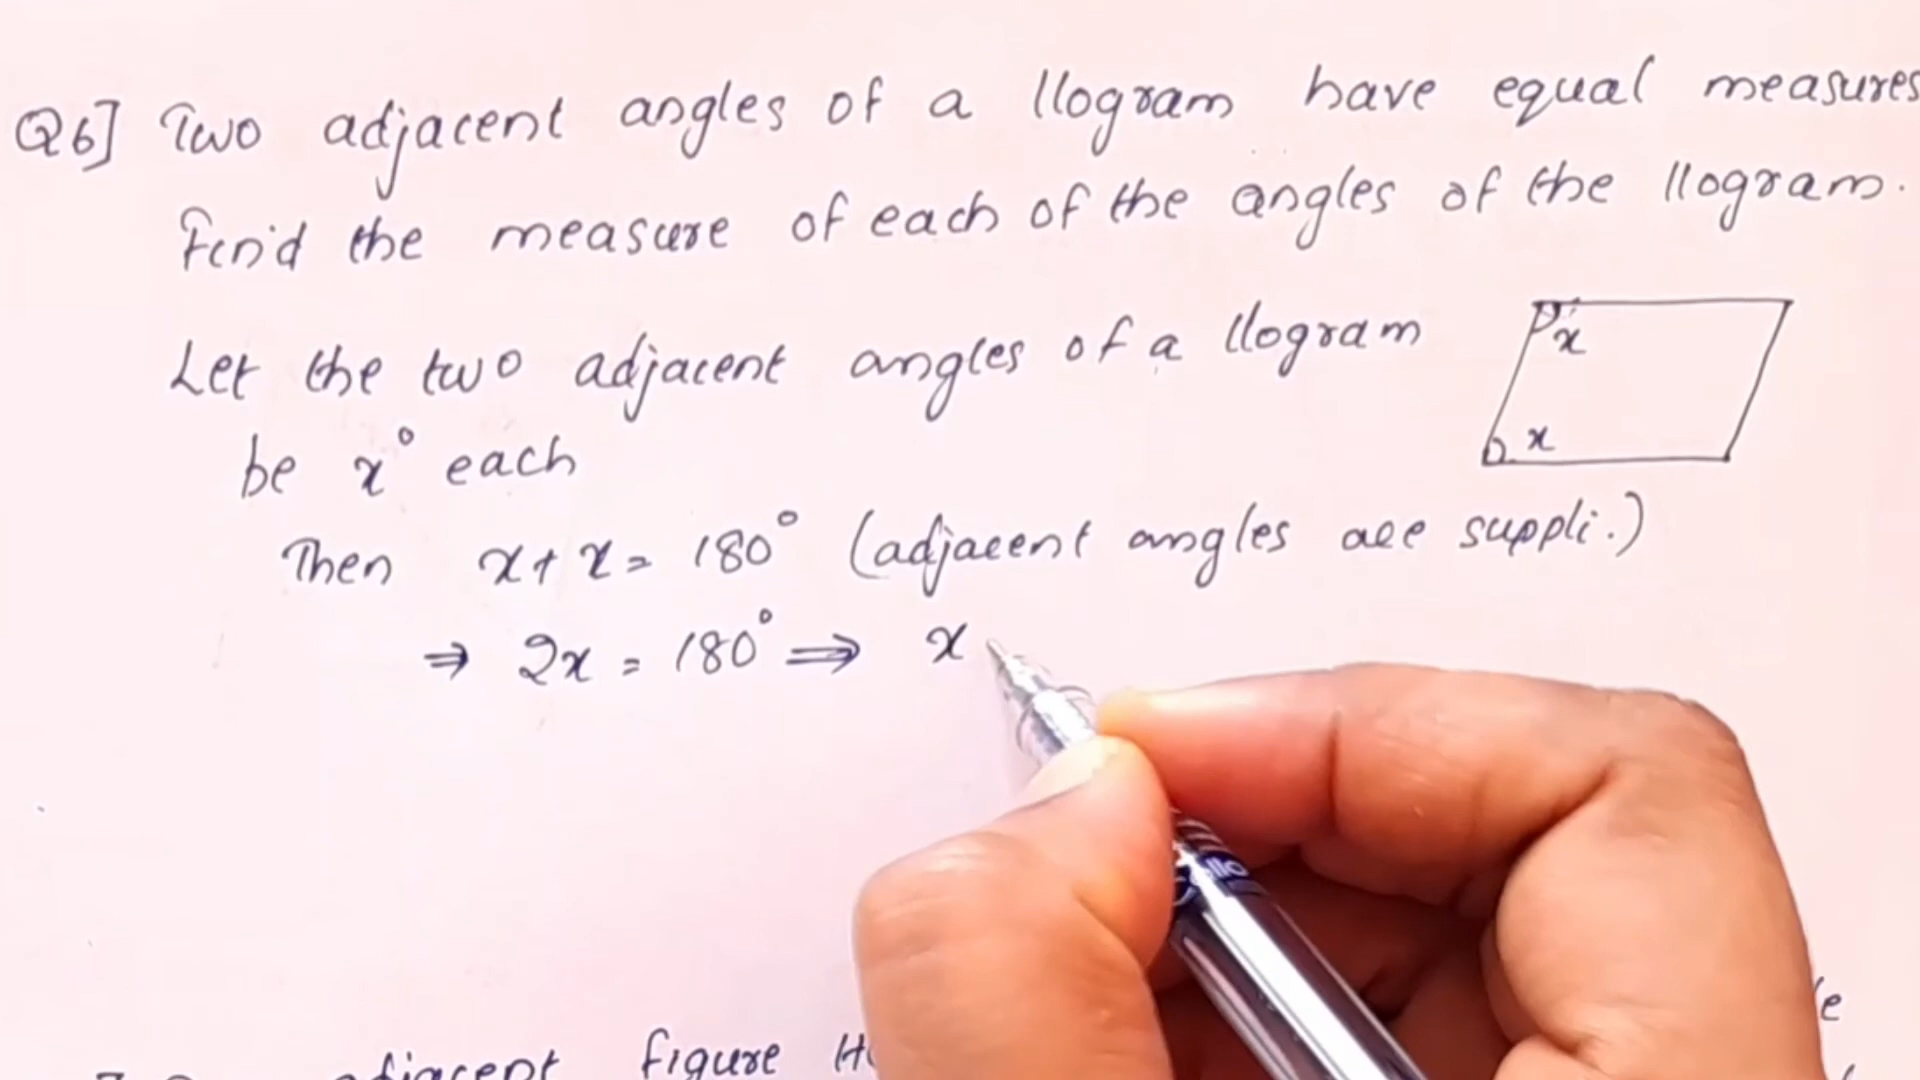 Q6] Two adjacent angles of a llogram have equal measures
Find the measure of each of the angles of the llogram.
Let the two adjacent angles of a llogram
x
be x° each
x
Then x + x = 180° (adjacent angles are suppli.)
⇒ 2x = 180° ⇒ x
adjacent figure